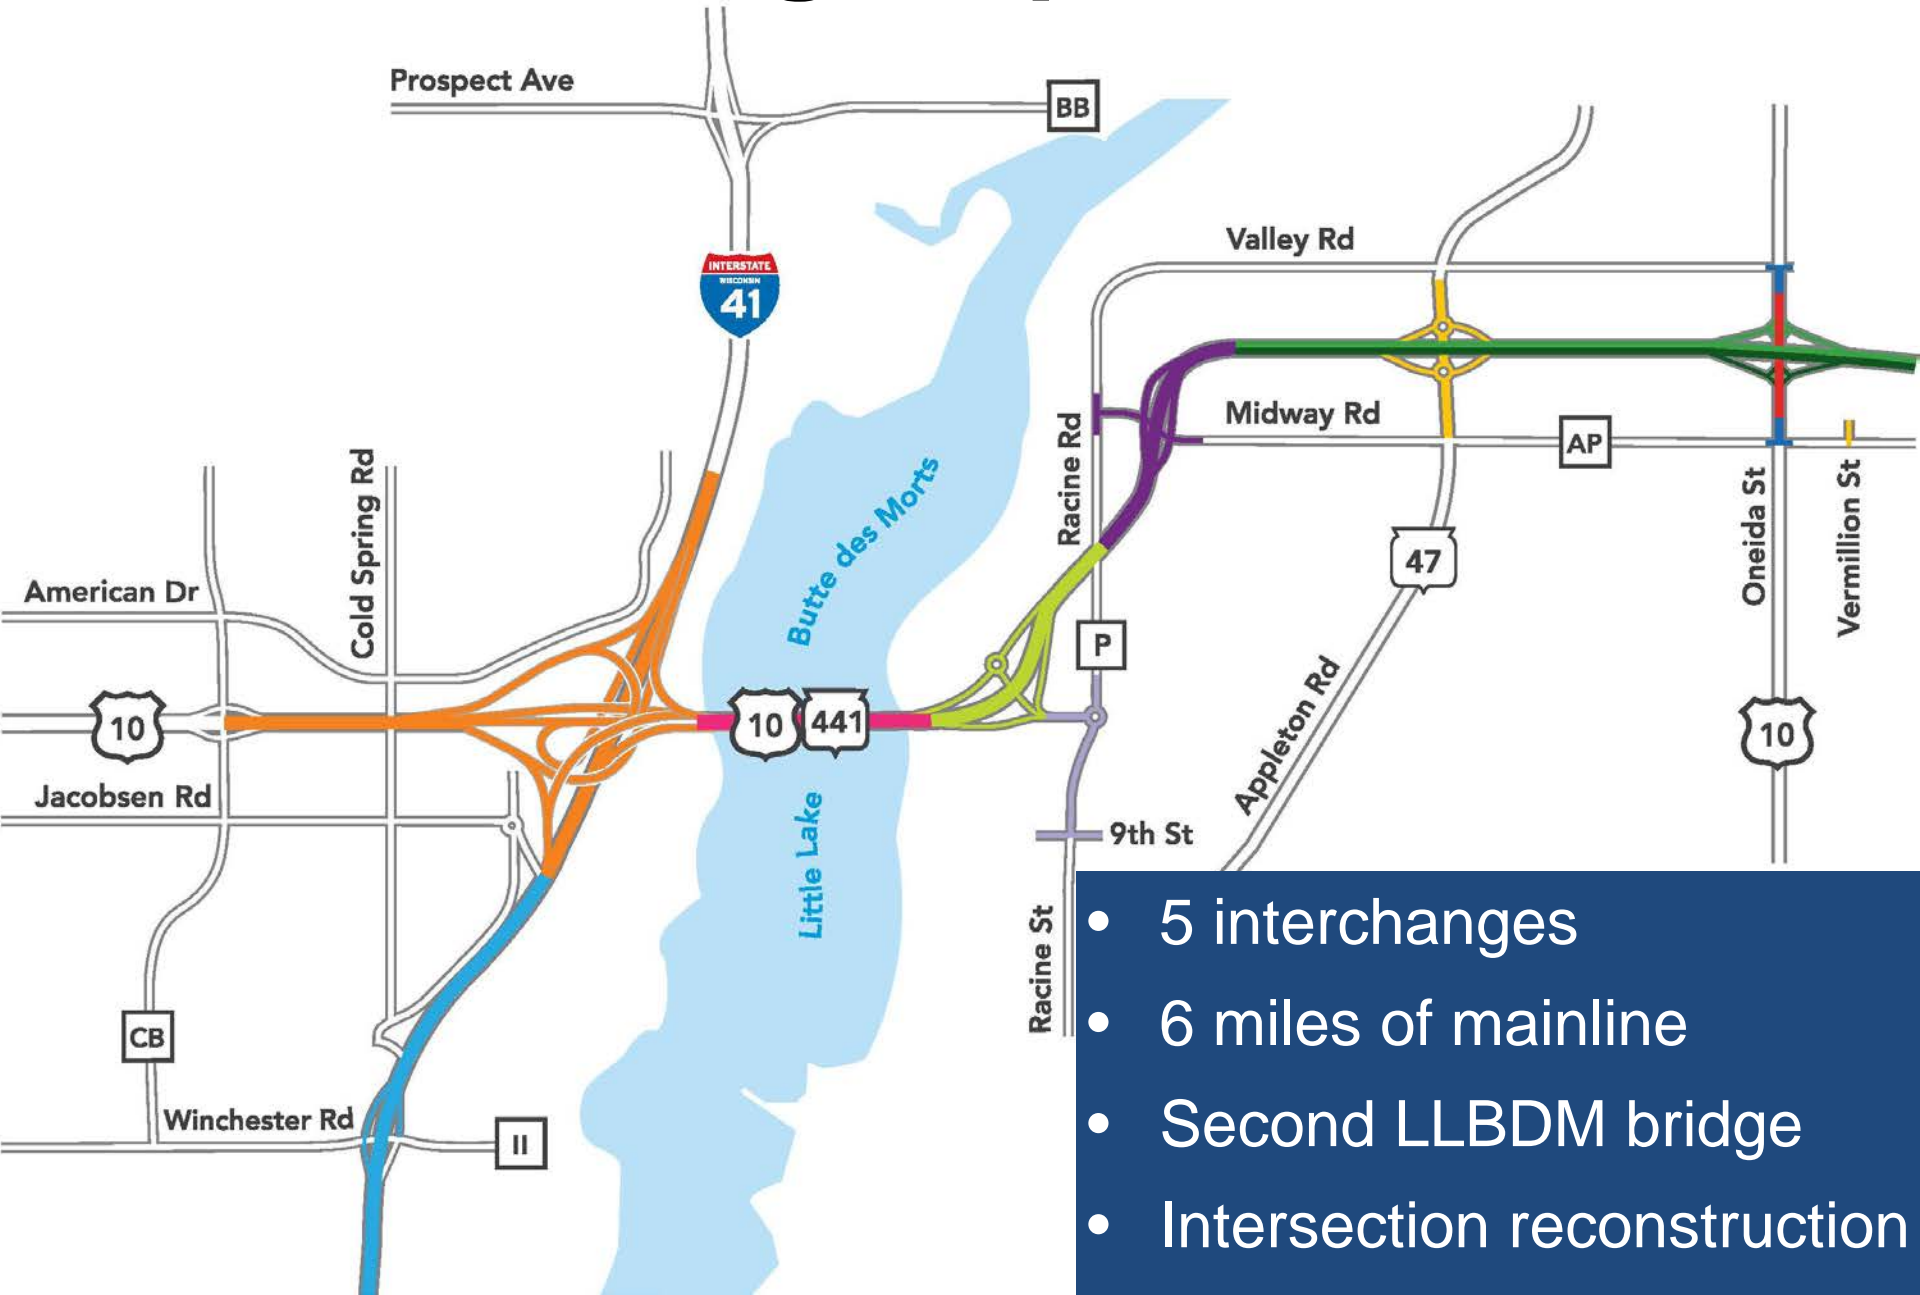 Prospect Ave
BB
INTERSTATE
WISCONSIN
41
Valley Rd
Midway Rd
AP
Racine Rd
Cold Spring Rd
Butte des Morts
Little Lake
American Dr
47
Oneida St
Vermillion St
P
10
10
441
10
Appleton Rd
Jacobsen Rd
9th St
Racine St
CB
Winchester Rd
II
• 5 interchanges
• 6 miles of mainline
• Second LLBDM bridge
• Intersection reconstruction